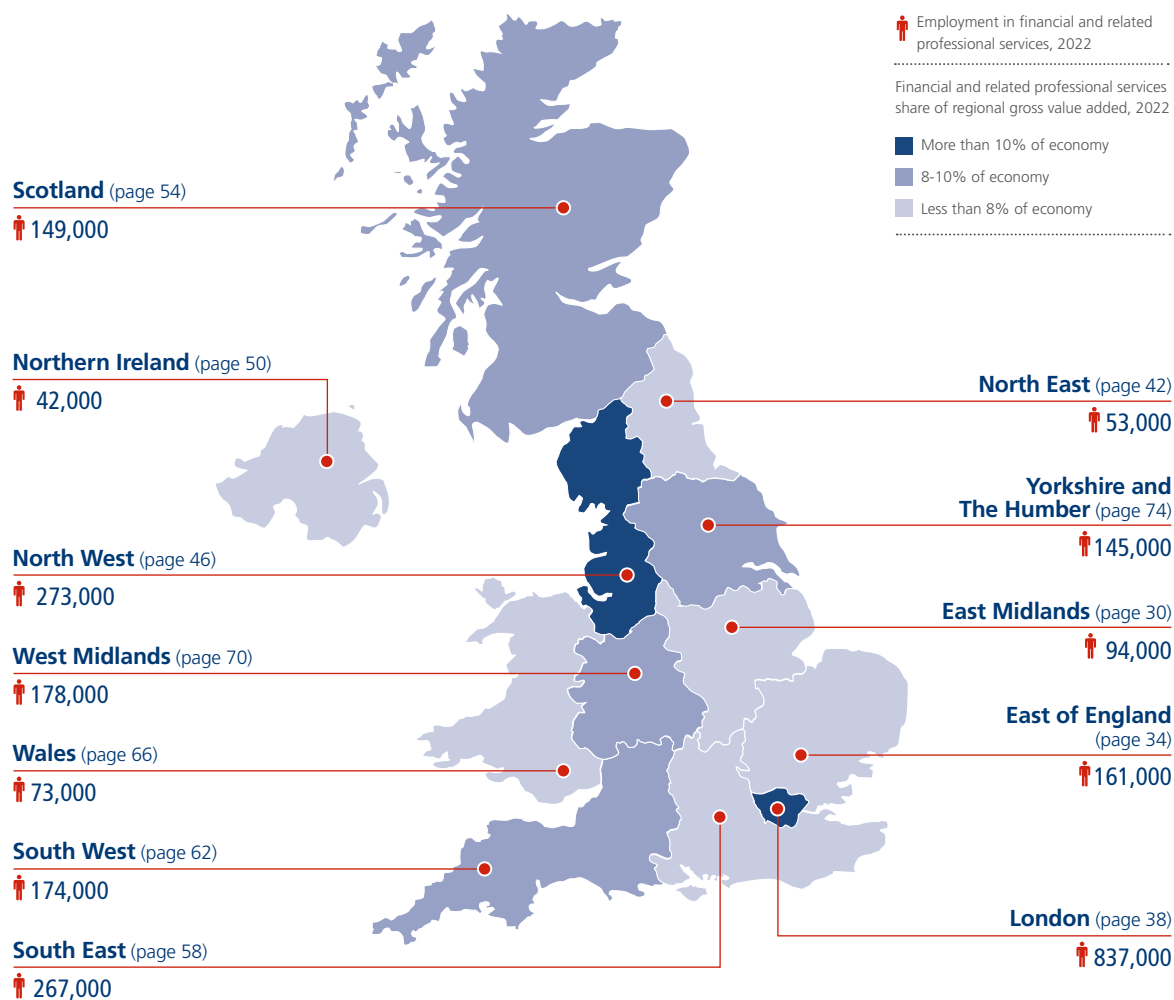 Employment in financial and related
professional services, 2022
Financial and related professional services
share of regional gross value added, 2022
More than 10% of economy
8-10% of economy
Less than 8% of economy
Scotland (page 54)
149,000
Northern Ireland (page 50)
42,000
North West (page 46)
273,000
West Midlands (page 70)
178,000
Wales (page 66)
73,000
South West (page 62)
174,000
South East (page 58)
267,000
North East (page 42)
53,000
Yorkshire and
The Humber (page 74)
145,000
East Midlands (page 30)
94,000
East of England
(page 34)
161,000
London (page 38)
837,000